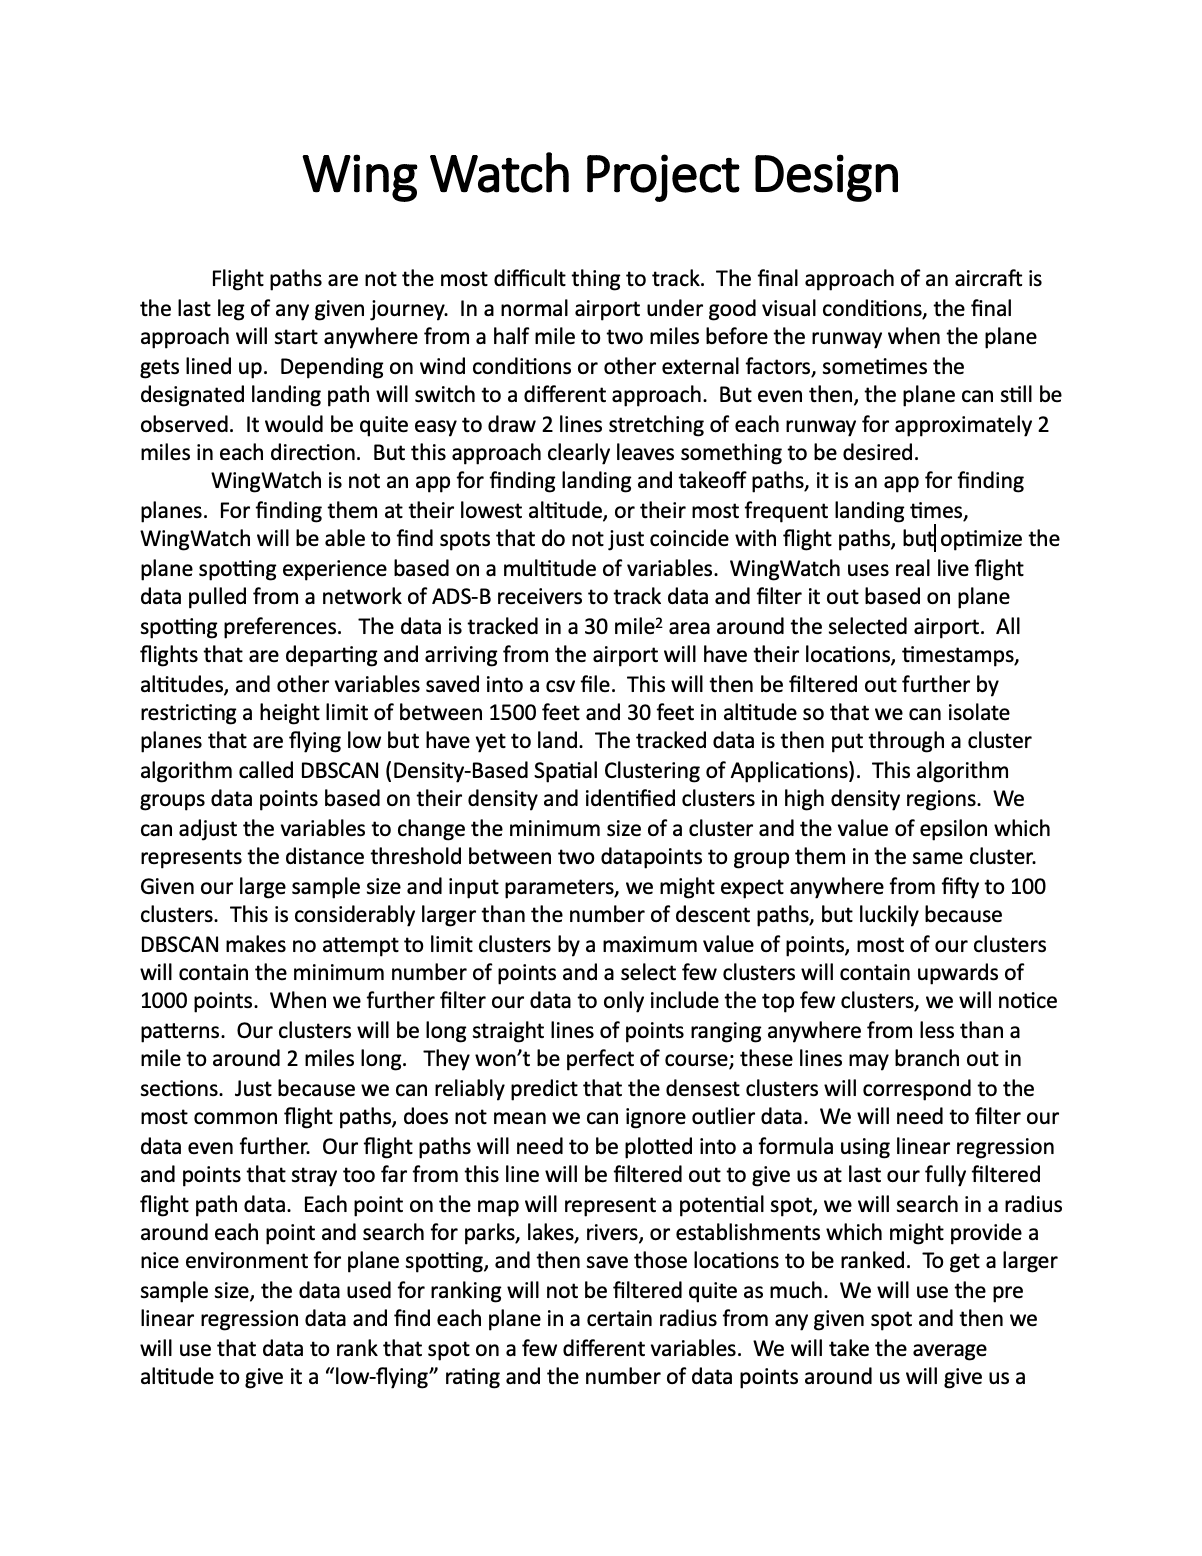 Wing Watch Project Design
Flight paths are not the most difficult thing to track.  The final approach of an aircraft is
the last leg of any given journey.  In a normal airport under good visual conditions, the final
approach will start anywhere from a half mile to two miles before the runway when the plane
gets lined up.  Depending on wind conditions or other external factors, sometimes the
designated landing path will switch to a different approach.  But even then, the plane can still be
observed.  It would be quite easy to draw 2 lines stretching of each runway for approximately 2
miles in each direction.  But this approach clearly leaves something to be desired.
WingWatch is not an app for finding landing and takeoff paths, it is an app for finding
planes.  For finding them at their lowest altitude, or their most frequent landing times,
WingWatch will be able to find spots that do not just coincide with flight paths, but optimize the
plane spotting experience based on a multitude of variables.  WingWatch uses real live flight
data pulled from a network of ADS-B receivers to track data and filter it out based on plane
spotting preferences.   The data is tracked in a 30 mile² area around the selected airport.  All
flights that are departing and arriving from the airport will have their locations, timestamps,
altitudes, and other variables saved into a csv file.  This will then be filtered out further by
restricting a height limit of between 1500 feet and 30 feet in altitude so that we can isolate
planes that are flying low but have yet to land.  The tracked data is then put through a cluster
algorithm called DBSCAN (Density-Based Spatial Clustering of Applications).  This algorithm
groups data points based on their density and identified clusters in high density regions.  We
can adjust the variables to change the minimum size of a cluster and the value of epsilon which
represents the distance threshold between two datapoints to group them in the same cluster.
Given our large sample size and input parameters, we might expect anywhere from fifty to 100
clusters.  This is considerably larger than the number of descent paths, but luckily because
DBSCAN makes no attempt to limit clusters by a maximum value of points, most of our clusters
will contain the minimum number of points and a select few clusters will contain upwards of
1000 points.  When we further filter our data to only include the top few clusters, we will notice
patterns.  Our clusters will be long straight lines of points ranging anywhere from less than a
mile to around 2 miles long.   They won’t be perfect of course; these lines may branch out in
sections.  Just because we can reliably predict that the densest clusters will correspond to the
most common flight paths, does not mean we can ignore outlier data.  We will need to filter our
data even further.  Our flight paths will need to be plotted into a formula using linear regression
and points that stray too far from this line will be filtered out to give us at last our fully filtered
flight path data.  Each point on the map will represent a potential spot, we will search in a radius
around each point and search for parks, lakes, rivers, or establishments which might provide a
nice environment for plane spotting, and then save those locations to be ranked.  To get a larger
sample size, the data used for ranking will not be filtered quite as much.  We will use the pre
linear regression data and find each plane in a certain radius from any given spot and then we
will use that data to rank that spot on a few different variables.  We will take the average
altitude to give it a “low-flying” rating and the number of data points around us will give us a